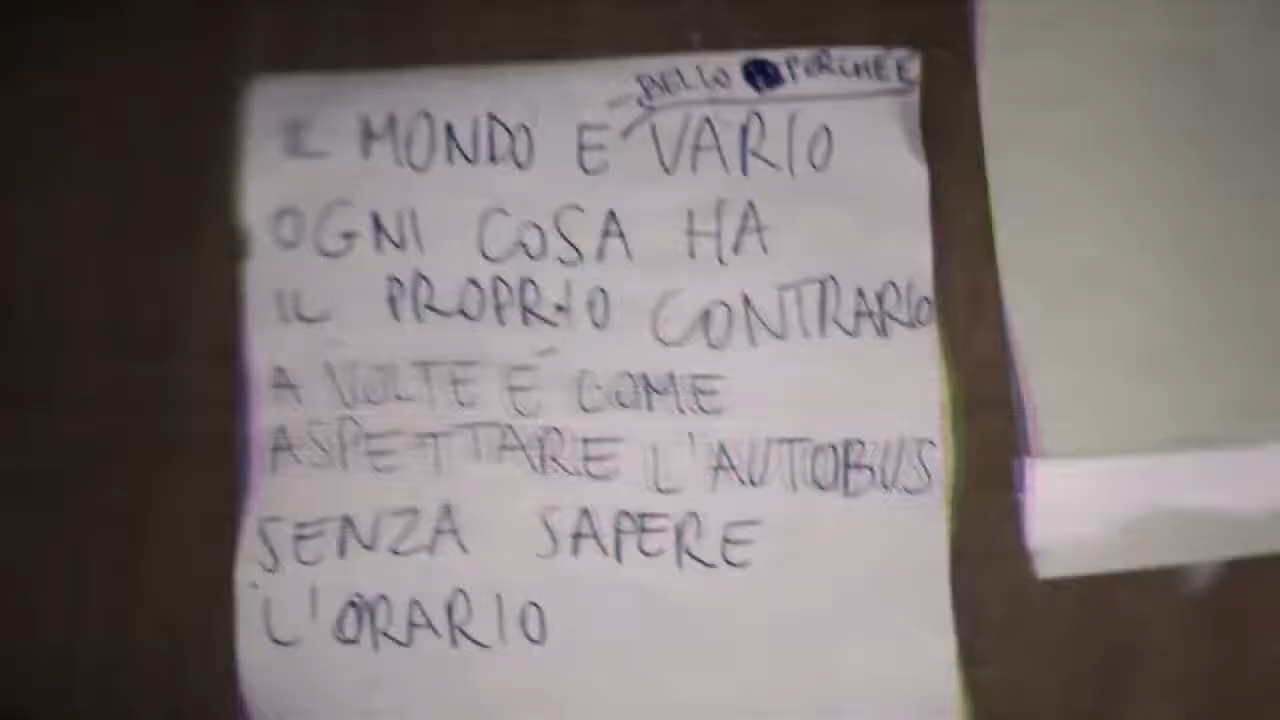 BELLO PERCHÈ È
IL MONDO E' VARIO
OGNI COSA HA
IL PROPRIO CONTRARIO
A VOLTE É COME
ASPETTARE L'AUTOBUS
SENZA SAPERE
L'ORARIO